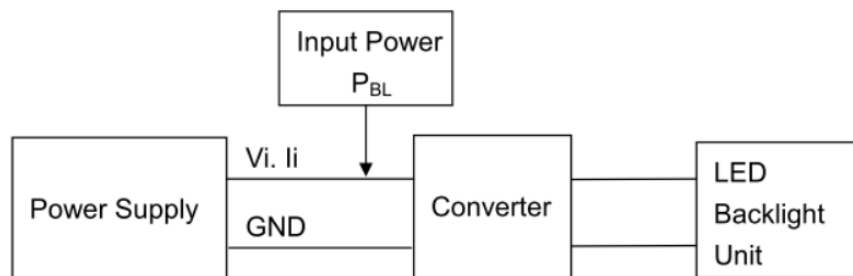 Input Power
PBL
Vi. Ii
Power Supply
GND
Converter
LED
Backlight
Unit